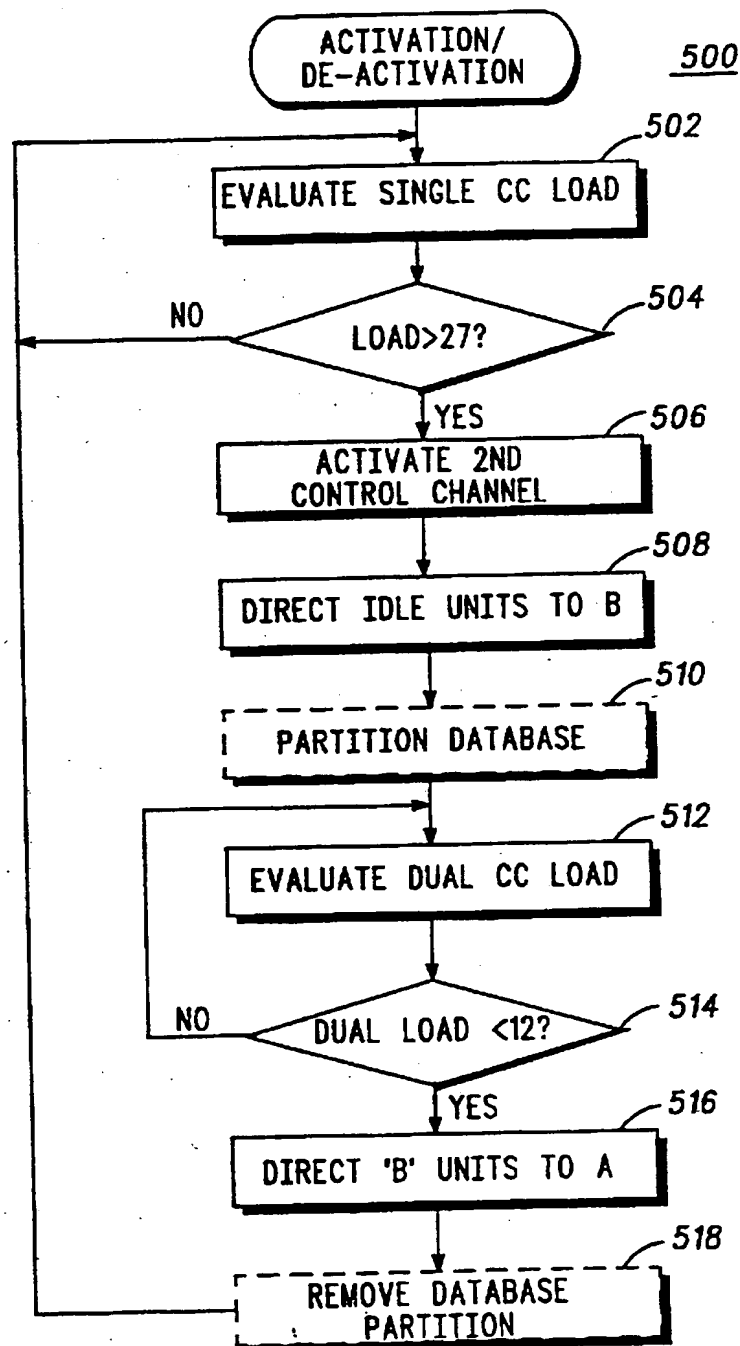 ACTIVATION/
DE-ACTIVATION
500
502
EVALUATE SINGLE CC LOAD
504
NO
LOAD>27?
YES
506
ACTIVATE 2ND
CONTROL CHANNEL
508
DIRECT IDLE UNITS TO B
510
PARTITION DATABASE
512
EVALUATE DUAL CC LOAD
514
NO
DUAL LOAD <12?
YES
516
DIRECT 'B' UNITS TO A
518
REMOVE DATABASE
PARTITION